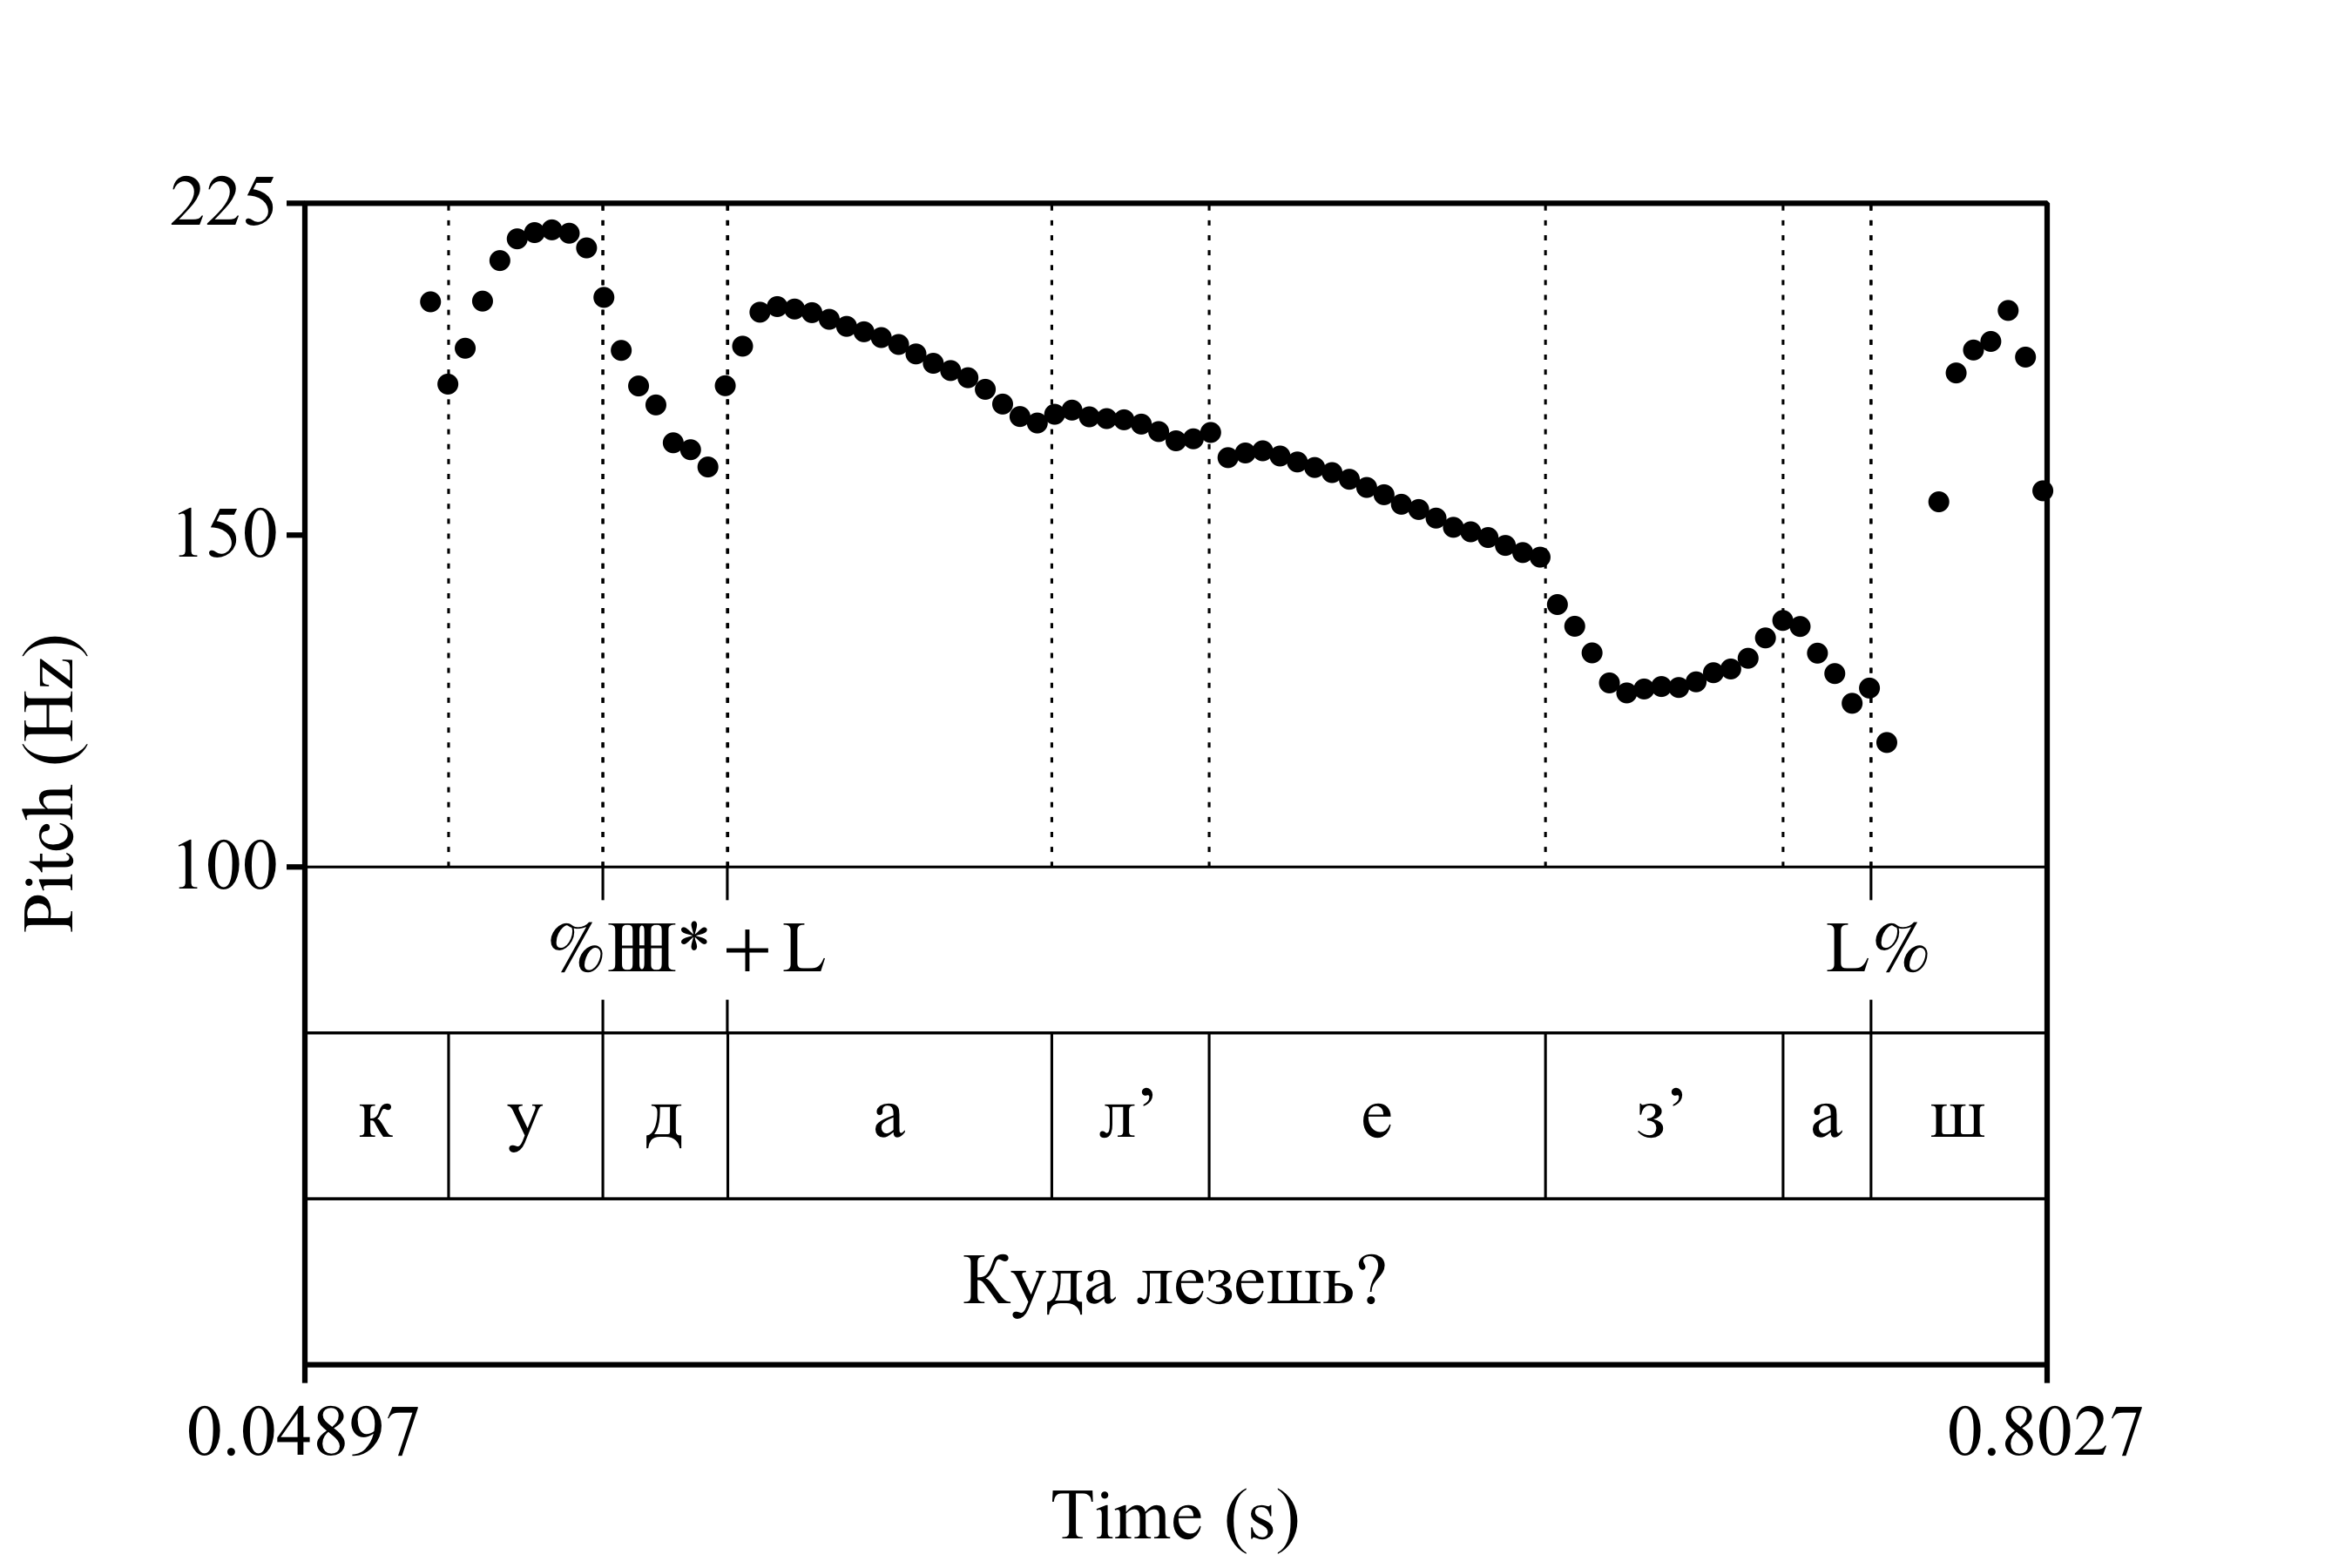 225
150
100
Pitch (Hz)
%H H*+L L%
к у д а л’ е з’ а ш
Куда лезешь?
0.04897 0.8027
Time (s)